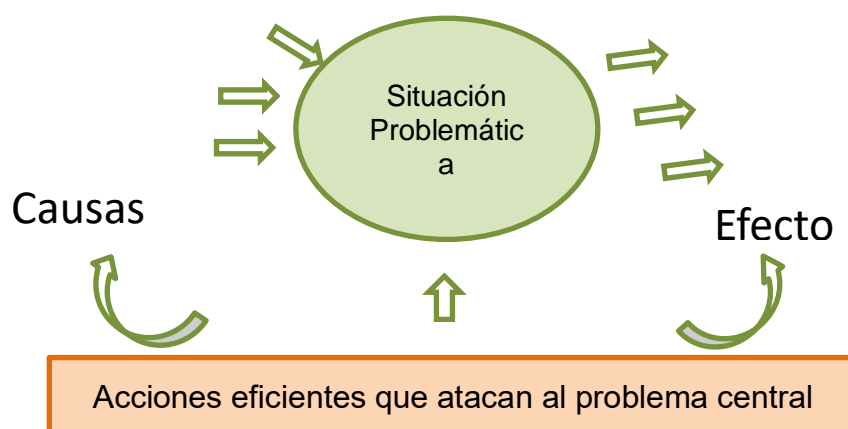 Situación
Problemátic
a
Causas
Efecto
Acciones eficientes que atacan al problema central